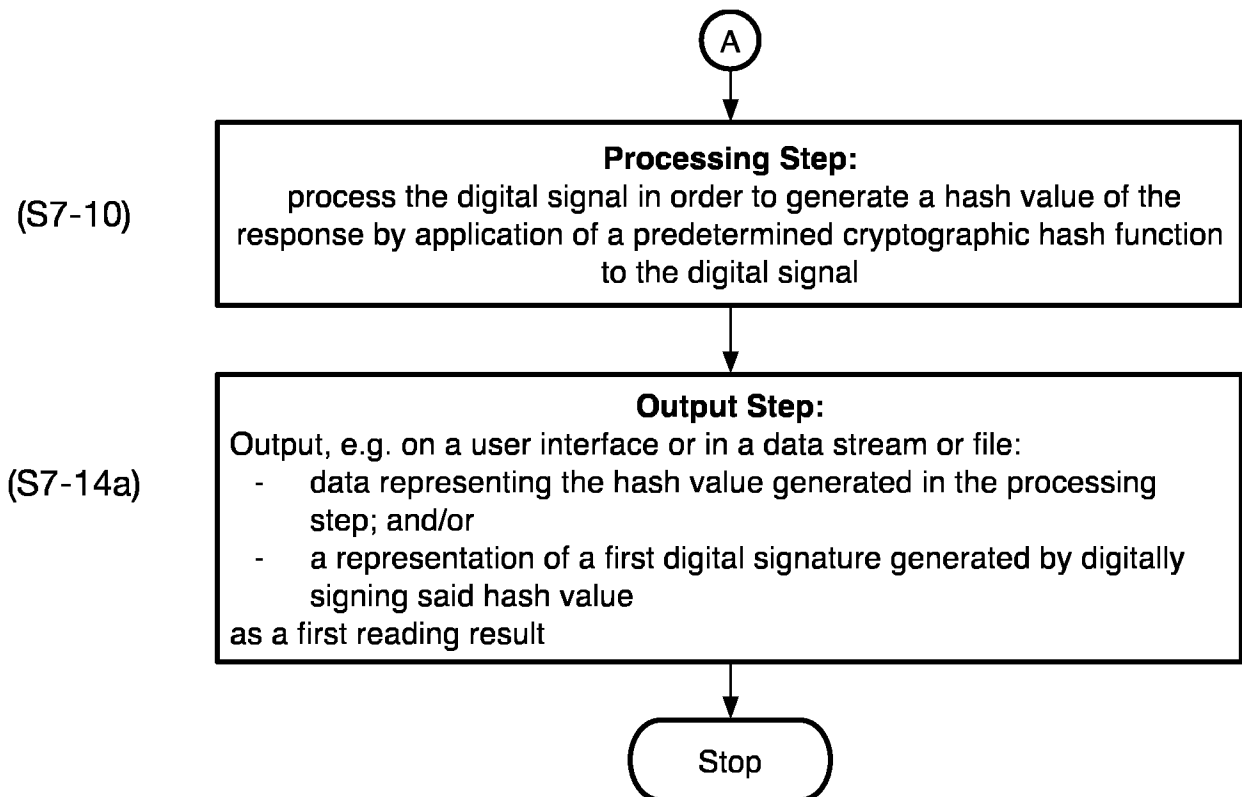 A
(S7-10)
Processing Step:
process the digital signal in order to generate a hash value of the
response by application of a predetermined cryptographic hash function
to the digital signal
(S7-14a)
Output Step:
Output, e.g. on a user interface or in a data stream or file:
- data representing the hash value generated in the processing
step; and/or
- a representation of a first digital signature generated by digitally
signing said hash value
as a first reading result
Stop